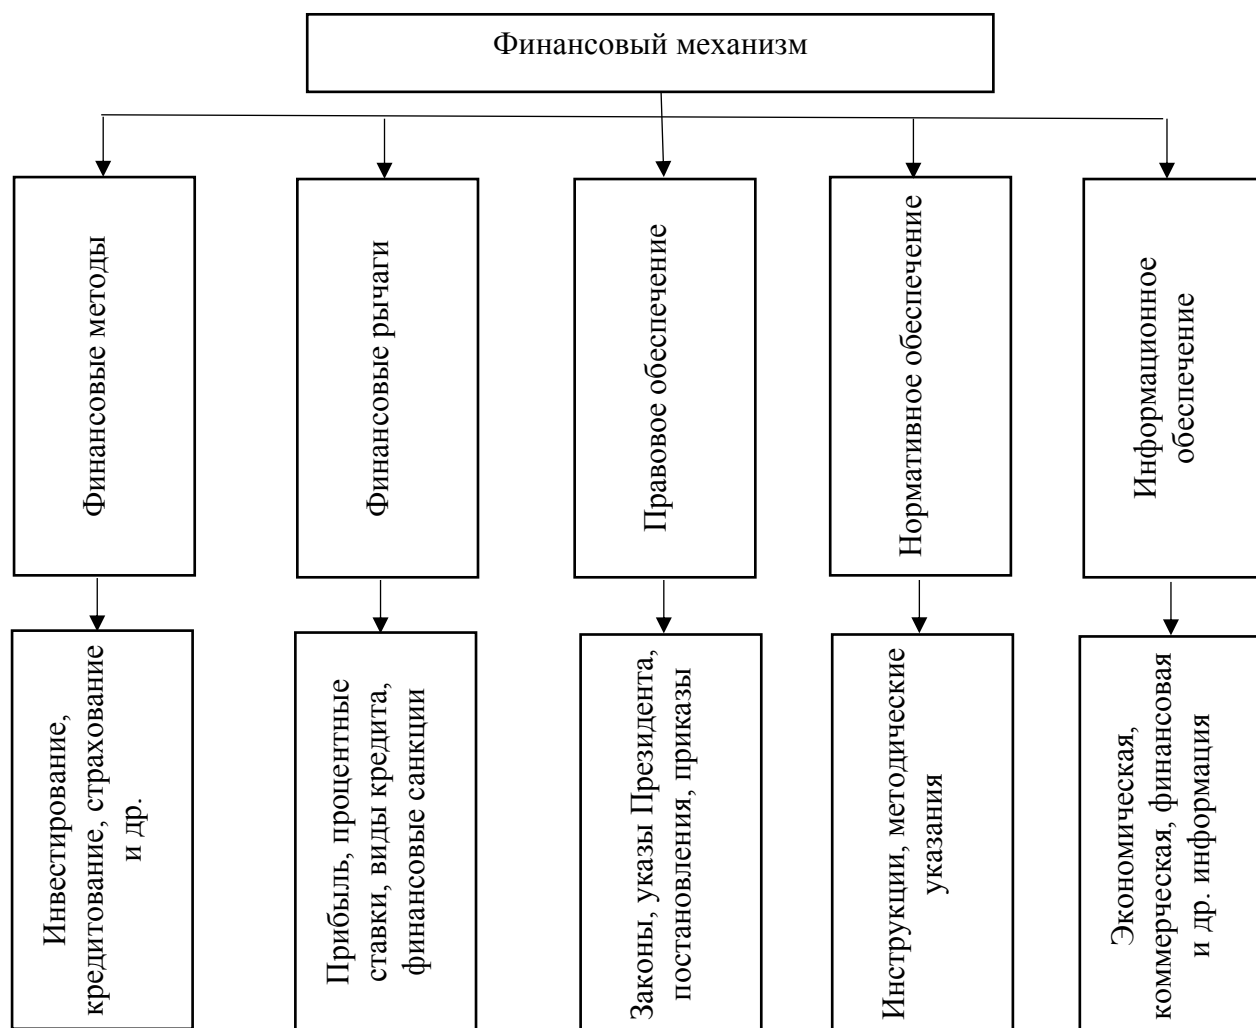 Финансовый механизм
Финансовые методы
Финансовые рычаги
Правовое обеспечение
Нормативное обеспечение
Информационное
обеспечение
Инвестирование,
кредитование, страхование
и др.
Прибыль, процентные
ставки, виды кредита,
финансовые санкции
Законы, указы Президента,
постановления, приказы
Инструкции, методические
указания
Экономическая,
коммерческая, финансовая
и др. информация